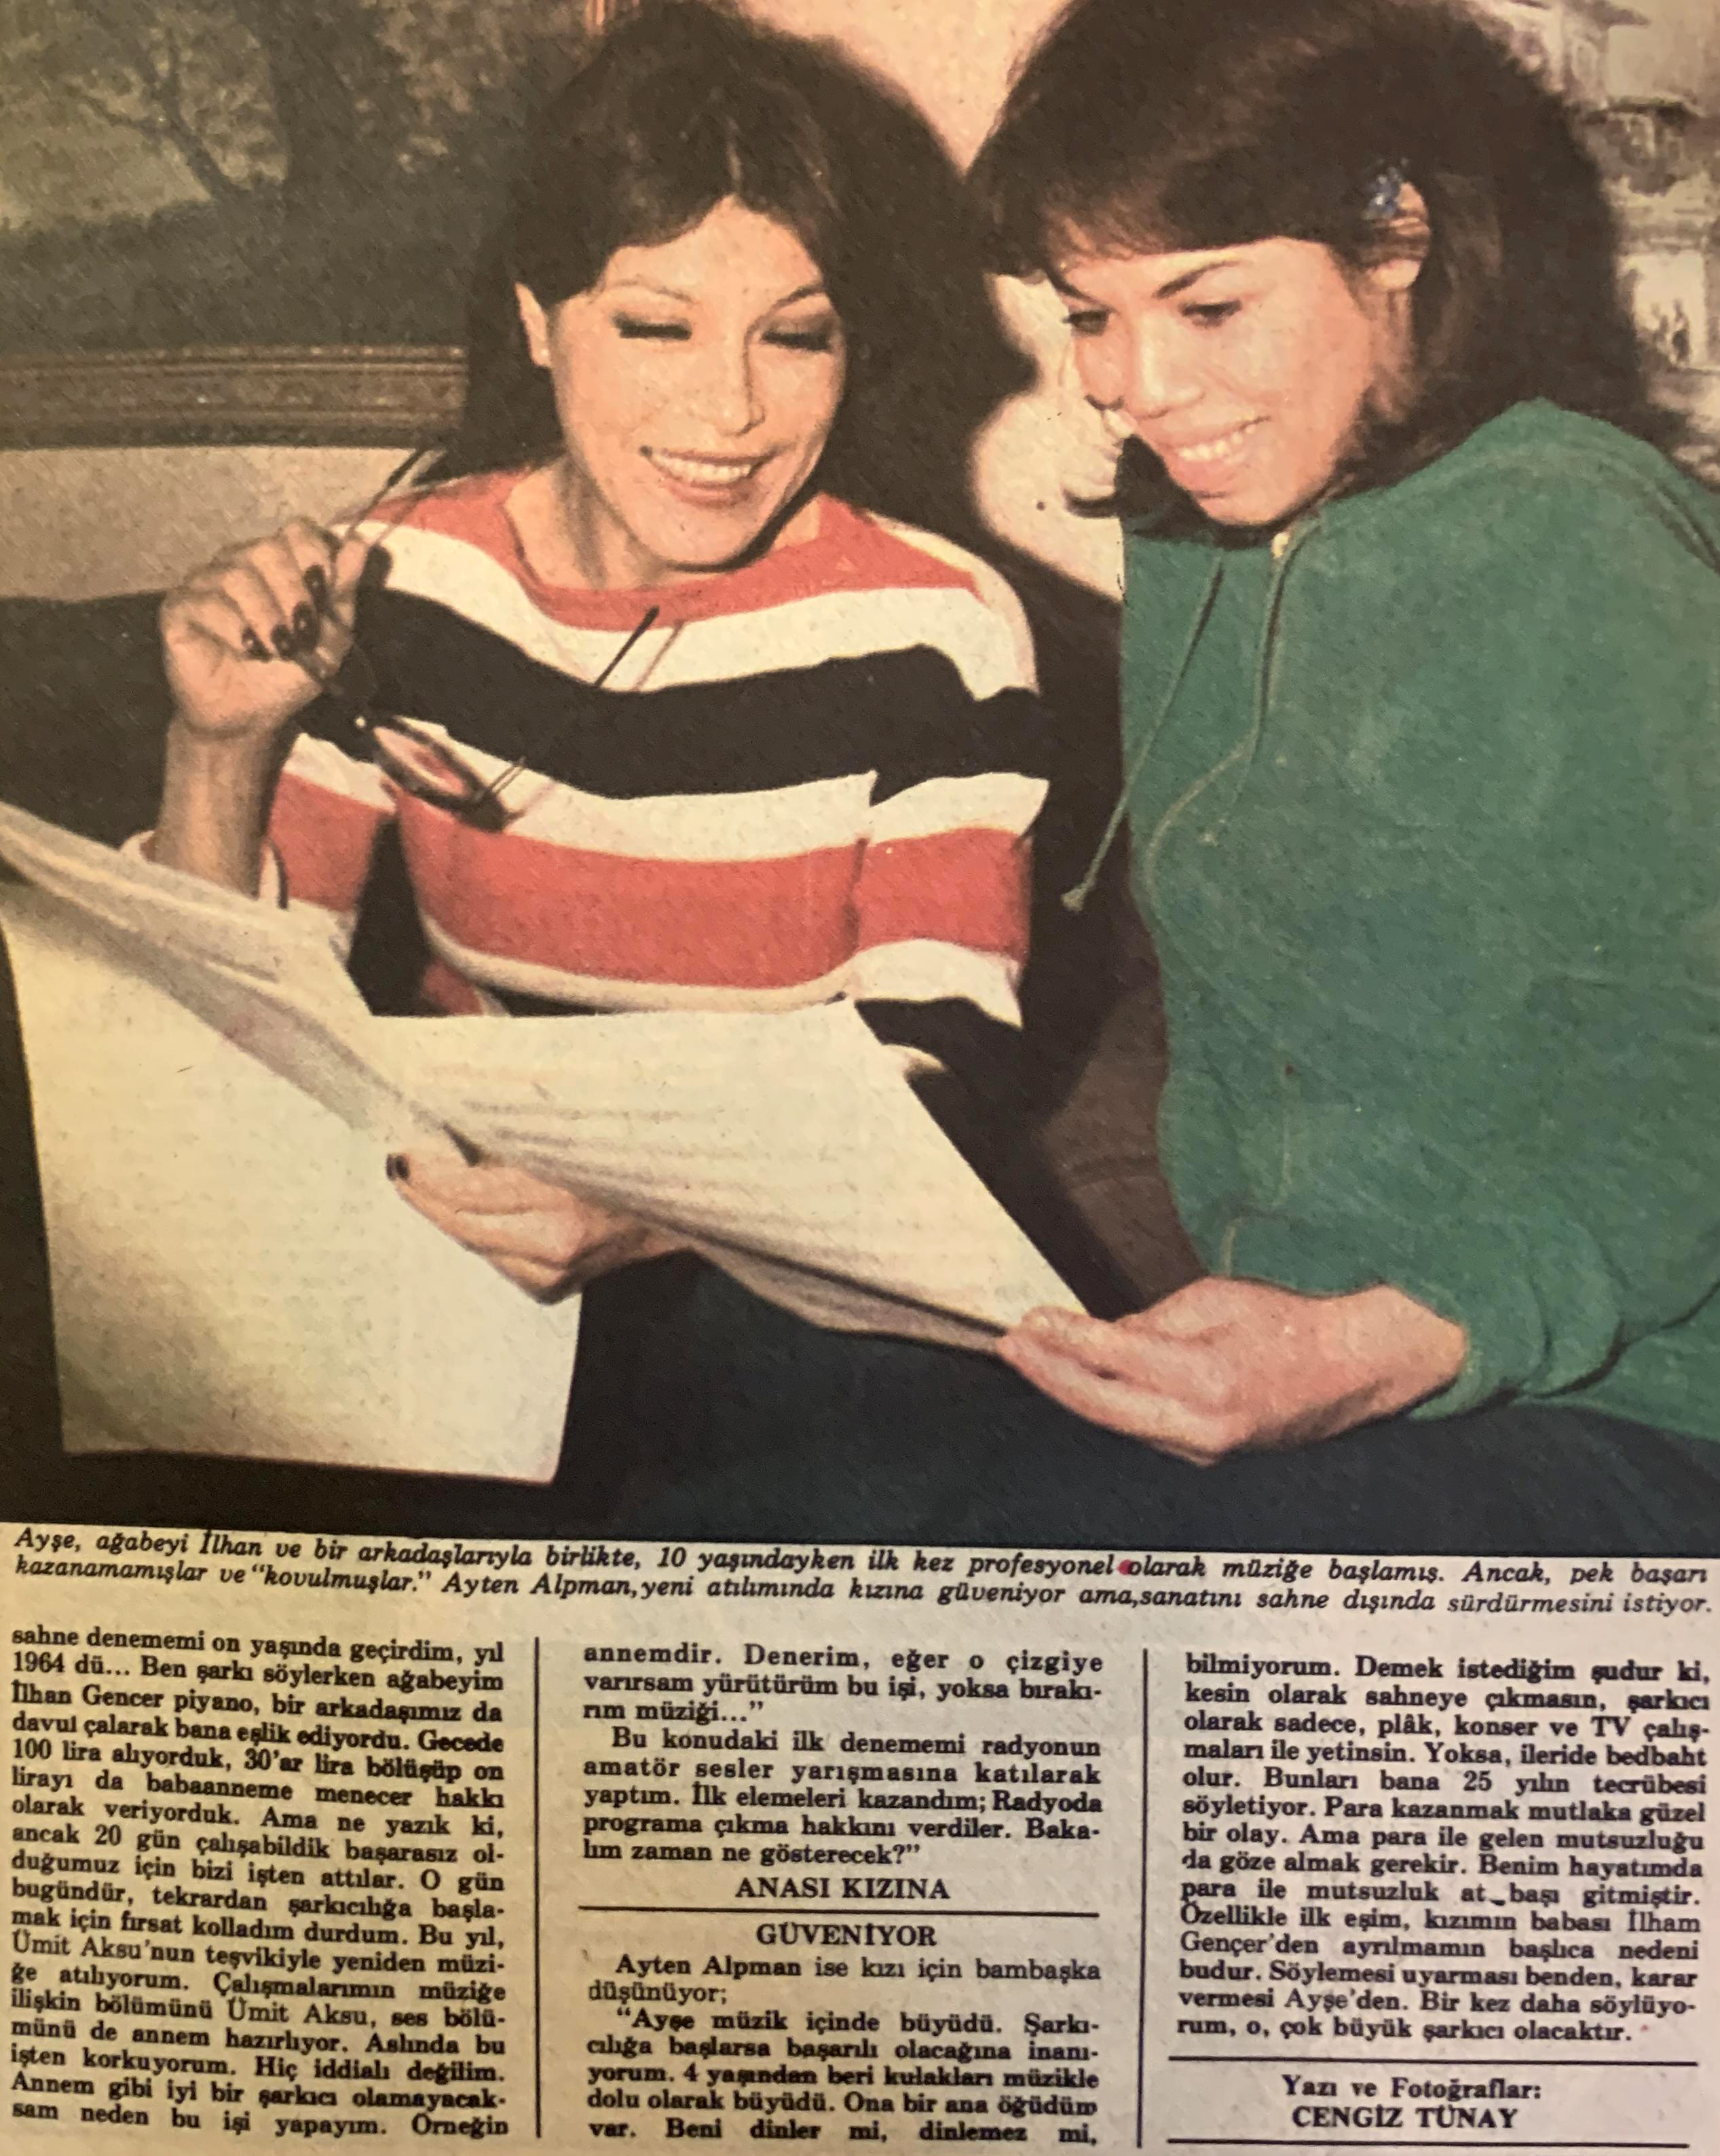 Ayşe, ağabeyi İlhan ve bir arkadaşlarıyla birlikte, 10 yaşındayken ilk kez profesyonel olarak müziğe başlamış. Ancak, pek başarı
kazanamamışlar ve "kovulmuşlar." Ayten Alpman, yeni atılımında kızına güveniyor ama, sanatını sahne dışında sürdürmesini istiyor.
sahne denememi on yaşında geçirdim, yıl
1964 dü... Ben şarkı söylerken ağabeyim
İlhan Gencer piyano, bir arkadaşımız da
davul çalarak bana eşlik ediyordu. Gecede
100 lira alıyorduk, 30'ar lira bölüşüp on
lirayı da babaanneme menecer hakkı
olarak veriyorduk. Ama ne yazık ki,
ancak 20 gün çalışabildik başarasız ol-
duğumuz için bizi işten attılar. O gün
bugündür, tekrardan şarkıcılığa başla-
mak için fırsat kolladım durdum. Bu yıl,
Ümit Aksu'nun teşvikiyle yeniden müzi-
ğe atılıyorum. Çalışmalarımın müziğe
ilişkin bölümünü Ümit Aksu, ses bölü-
münü de annem hazırlıyor. Aslında bu
işten korkuyorum. Hiç iddialı değilim.
Annem gibi iyi bir şarkıcı olamayacak-
sam neden bu işi yapayım. Örneğin
annemdir. Denerim, eğer o çizgiye
varırsam yürütürüm bu işi, yoksa bırakı-
rım müziği..."
Bu konudaki ilk denememi radyonun
amatör sesler yarışmasına katılarak
yaptım. İlk elemeleri kazandım; Radyoda
programa çıkma hakkını verdiler. Baka-
lım zaman ne gösterecek?"
ANASI KIZINA
GÜVENİYOR
Ayten Alpman ise kızı için bambaşka
düşünüyor;
"Ayşe müzik içinde büyüdü. Şarkı-
cılığa başlarsa başarılı olacağına inanı-
yorum. 4 yaşından beri kulakları müzikle
dolu olarak büyüdü. Ona bir ana öğüdüm
var. Beni dinler mi, dinlemez mi,
bilmiyorum. Demek istediğim şudur ki,
kesin olarak sahneye çıkmasın, şarkıcı
olarak sadece, plâk, konser ve TV çalış-
maları ile yetinsin. Yoksa, ileride bedbaht
olur. Bunları bana 25 yılın tecrübesi
söyletiyor. Para kazanmak mutlaka güzel
bir olay. Ama para ile gelen mutsuzluğu
da göze almak gerekir. Benim hayatımda
para ile mutsuzluk at başı gitmiştir.
Özellikle ilk eşim, kızımın babası İlham
Gençer'den ayrılmamın başlıca nedeni
budur. Söylemesi uyarması benden, karar
vermesi Ayşe'den. Bir kez daha söylüyo-
rum, o, çok büyük şarkıcı olacaktır.
Yazı ve Fotoğraflar:
CENGİZ TÜNAY